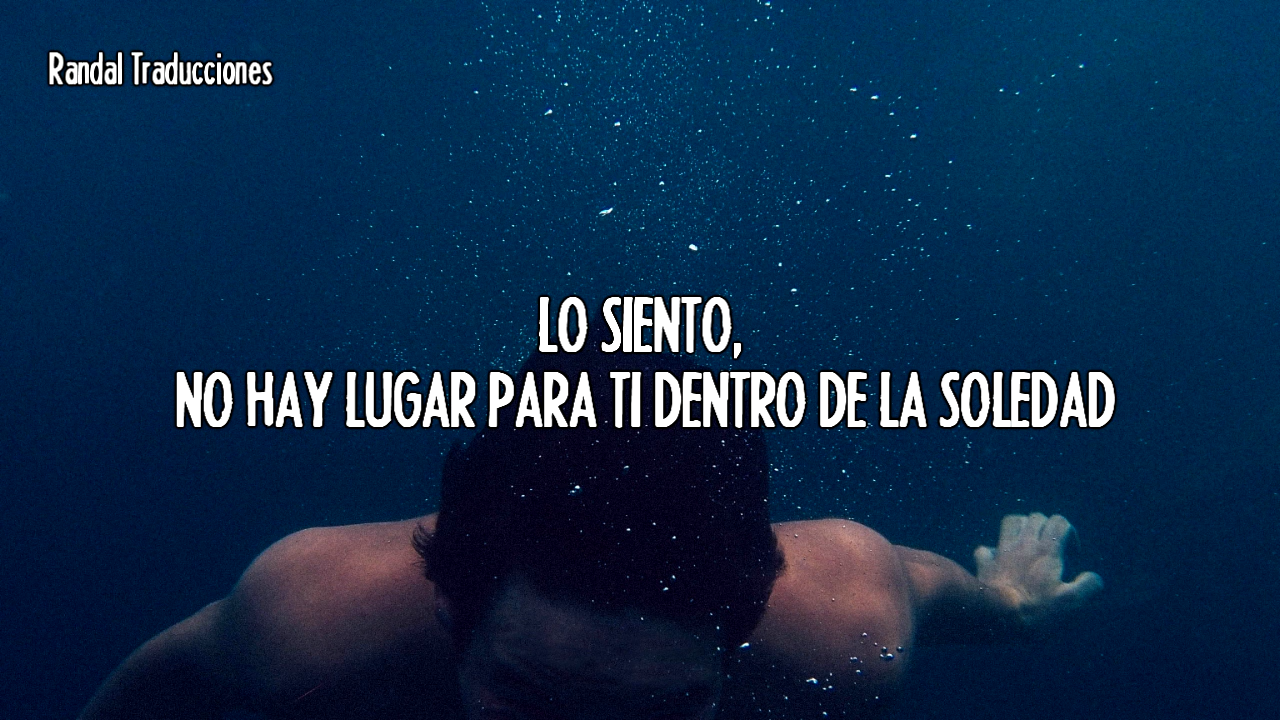 Randal Traducciones
LO SIENTO,
NO HAY LUGAR PARA TI DENTRO DE LA SOLEDAD